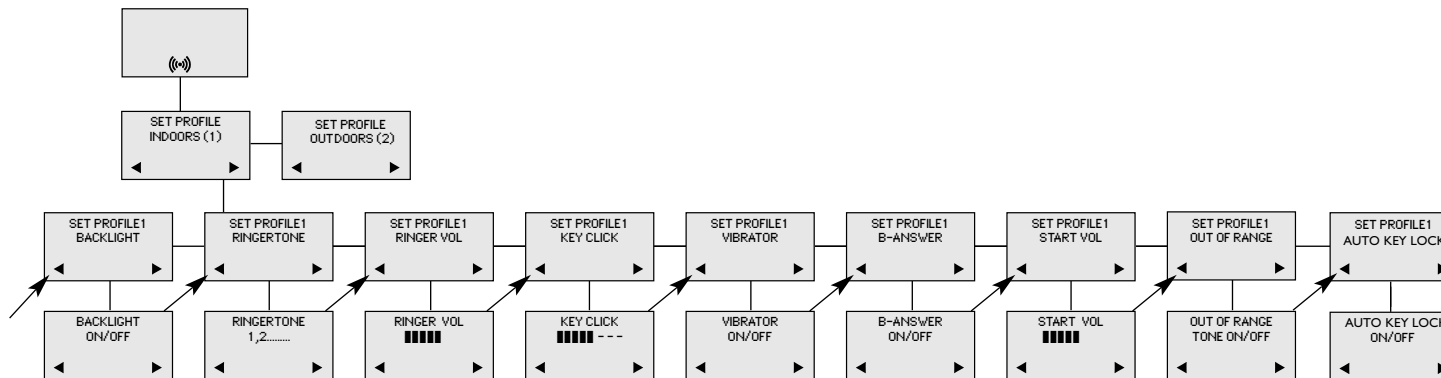 SET PROFILE
INDOORS (1)
SET PROFILE
OUTDOORS (2)
SET PROFILE1
BACKLIGHT
SET PROFILE1
RINGERTONE
SET PROFILE1
RINGER VOL
SET PROFILE1
KEY CLICK
SET PROFILE1
VIBRATOR
SET PROFILE1
B-ANSWER
SET PROFILE1
START VOL
SET PROFILE1
OUT OF RANGE
SET PROFILE1
AUTO KEY LOCK
BACKLIGHT
ON/OFF
RINGERTONE
1,2.........
RINGER VOL
KEY CLICK
---
VIBRATOR
ON/OFF
B-ANSWER
ON/OFF
START VOL
OUT OF RANGE
TONE ON/OFF
AUTO KEY LOCK
ON/OFF